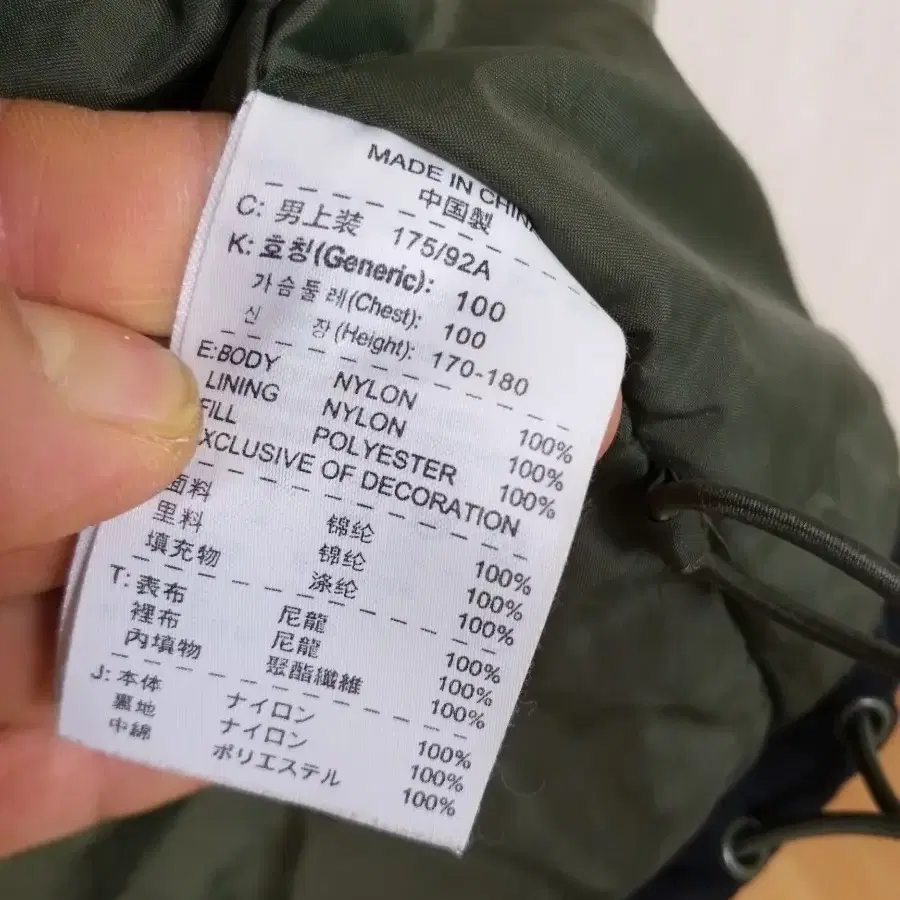 MADE IN CHIN
中国製
C: 男上装 175/92A
K: 호칭(Generic): 100
가슴둘레(Chest): 100
신 장(Height): 170-180
E:BODY NYLON 100%
LINING NYLON 100%
FILL POLYESTER 100%
XCLUSIVE OF DECORATION
面料 锦纶 100%
里料 锦纶 100%
填充物 涤纶 100%
T: 表布 尼龍 100%
裡布 尼龍 100%
內填物 聚酯纖維 100%
J: 本体 ナイロン 100%
裏地 ナイロン 100%
中綿 ポリエステル 100%